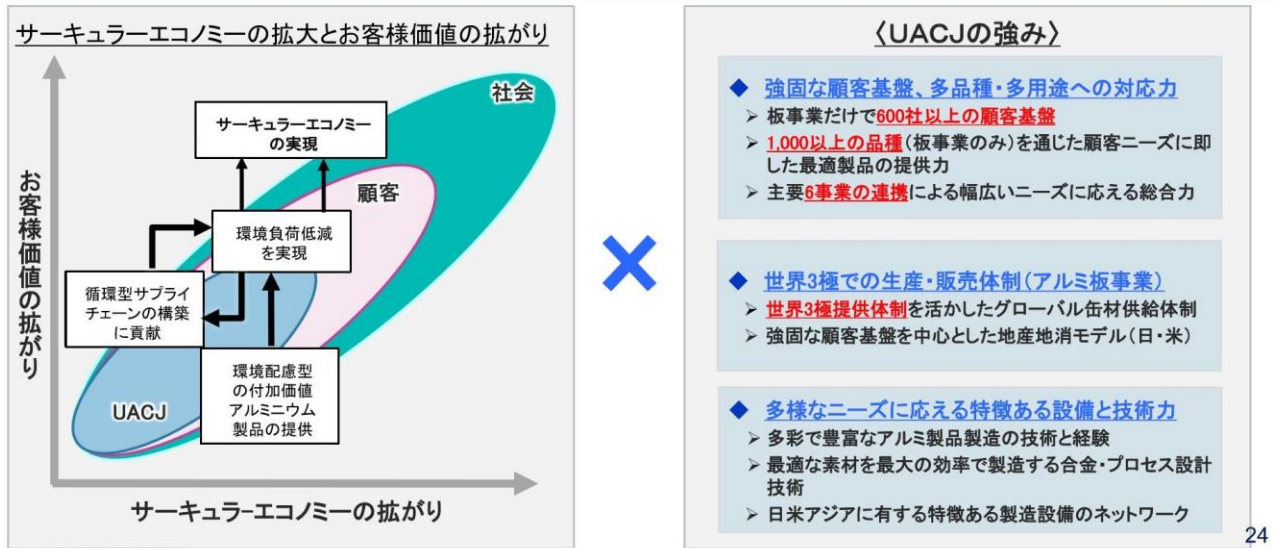 サーキュラーエコノミーの拡大とお客様価値の拡がり
社会
サーキュラーエコノミー
の実現
顧客
環境負荷低減
を実現
循環型サプライ
チェーンの構築
に貢献
環境配慮型
の付加価値
アルミニウム
製品の提供
UACJ
お客様価値の拡がり
サーキュラーエコノミーの拡がり
×
〈UACJの強み〉
◆ 強固な顧客基盤、多品種・多用途への対応力
➢ 板事業だけで600社以上の顧客基盤
➢ 1,000以上の品種(板事業のみ)を通じた顧客ニーズに即
した最適製品の提供力
➢ 主要6事業の連携による幅広いニーズに応える総合力
◆ 世界3極での生産・販売体制(アルミ板事業)
➢ 世界3極提供体制を活かしたグローバル缶材供給体制
➢ 強固な顧客基盤を中心とした地産地消モデル(日・米)
◆ 多様なニーズに応える特徴ある設備と技術力
➢ 多彩で豊富なアルミ製品製造の技術と経験
➢ 最適な素材を最大の効率で製造する合金・プロセス設計
技術
➢ 日米アジアに有する特徴ある製造設備のネットワーク
24